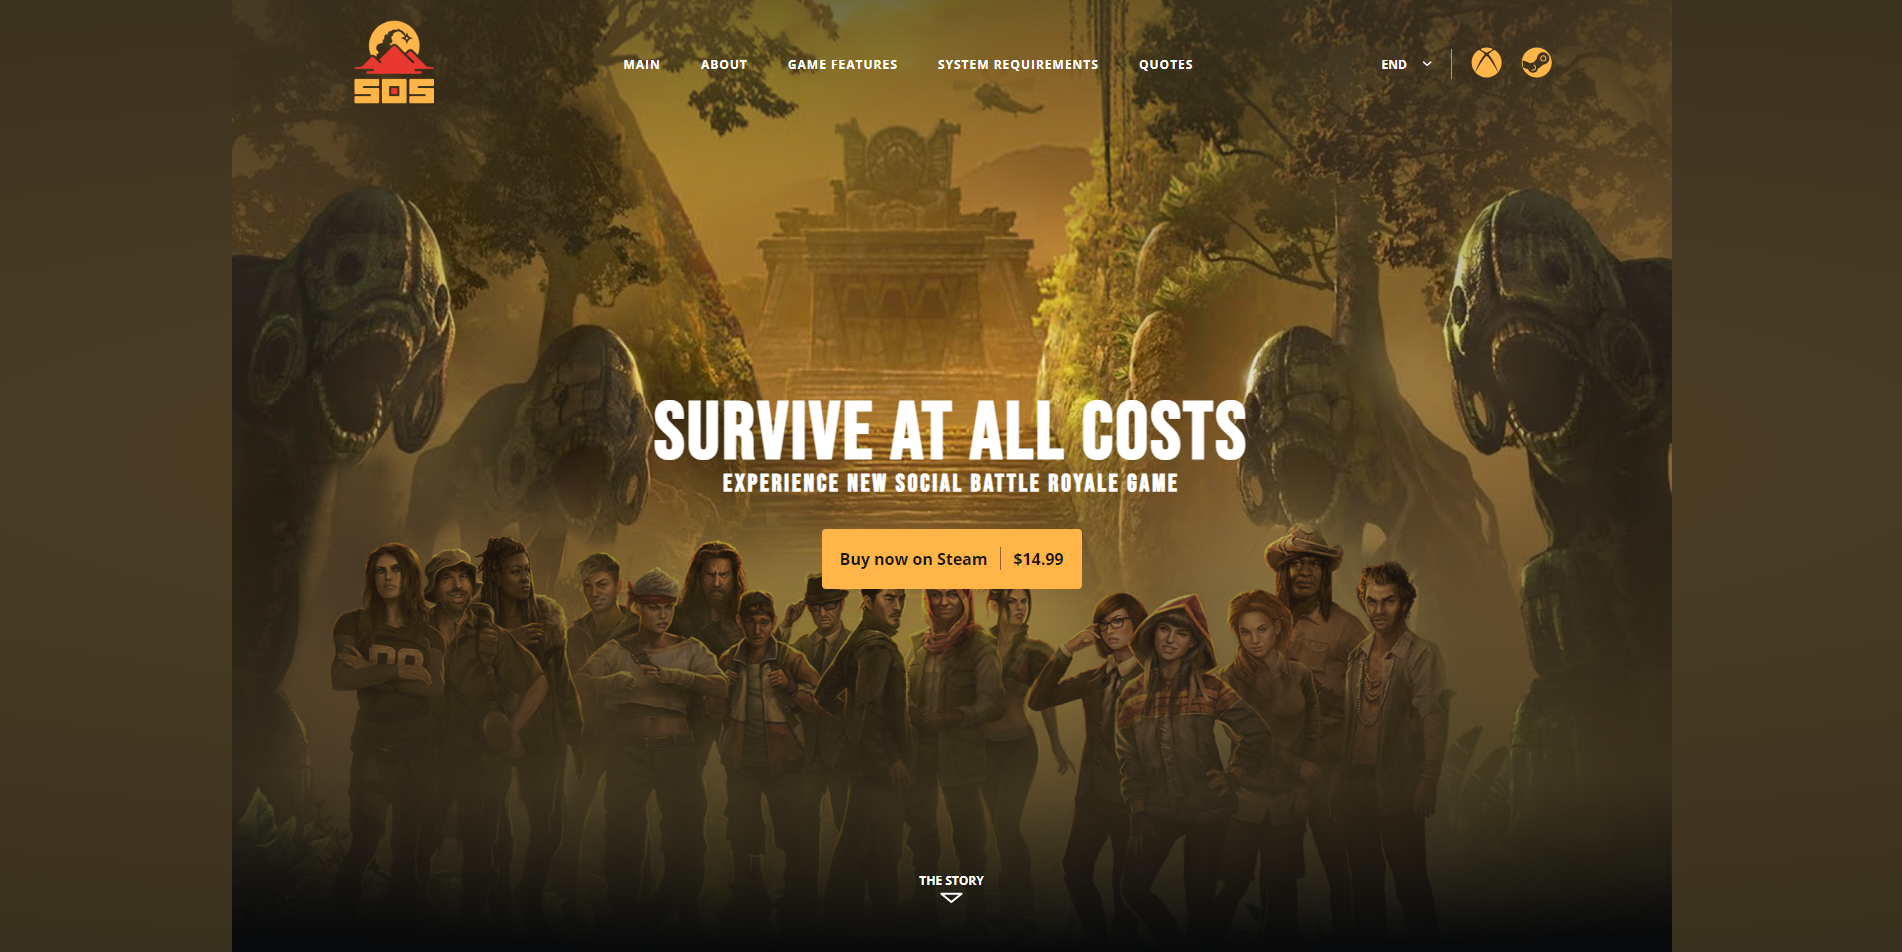 SOS
MAIN
ABOUT
GAME FEATURES
SYSTEM REQUIREMENTS
QUOTES
END
SURVIVE AT ALL COSTS
EXPERIENCE NEW SOCIAL BATTLE ROYALE GAME
Buy now on Steam | $14.99
THE STORY